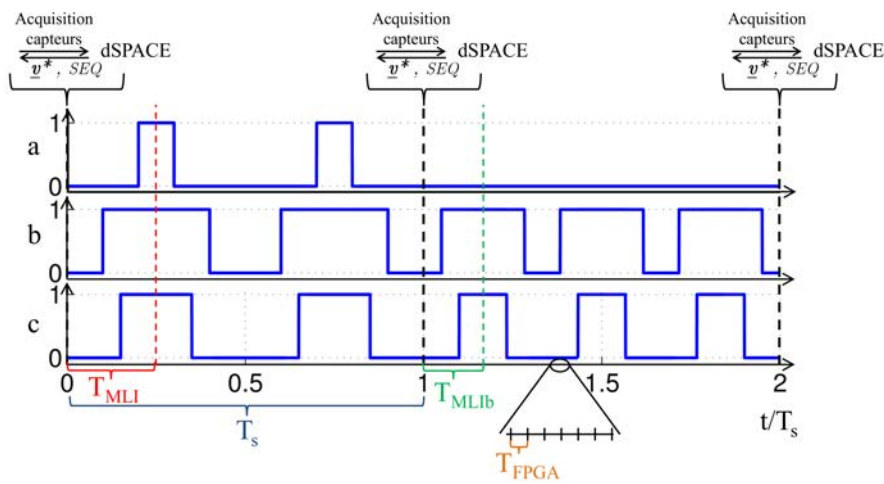 Acquisition
capteurs
dSPACE
v* , SEQ
Acquisition
capteurs
dSPACE
v* , SEQ
Acquisition
capteurs
dSPACE
v* , SEQ
1
a
0
1
b
0
1
c
0
0 0.5 1 1.5 2
T_MLI
T_MLIb
t/T_s
T_s
T_FPGA